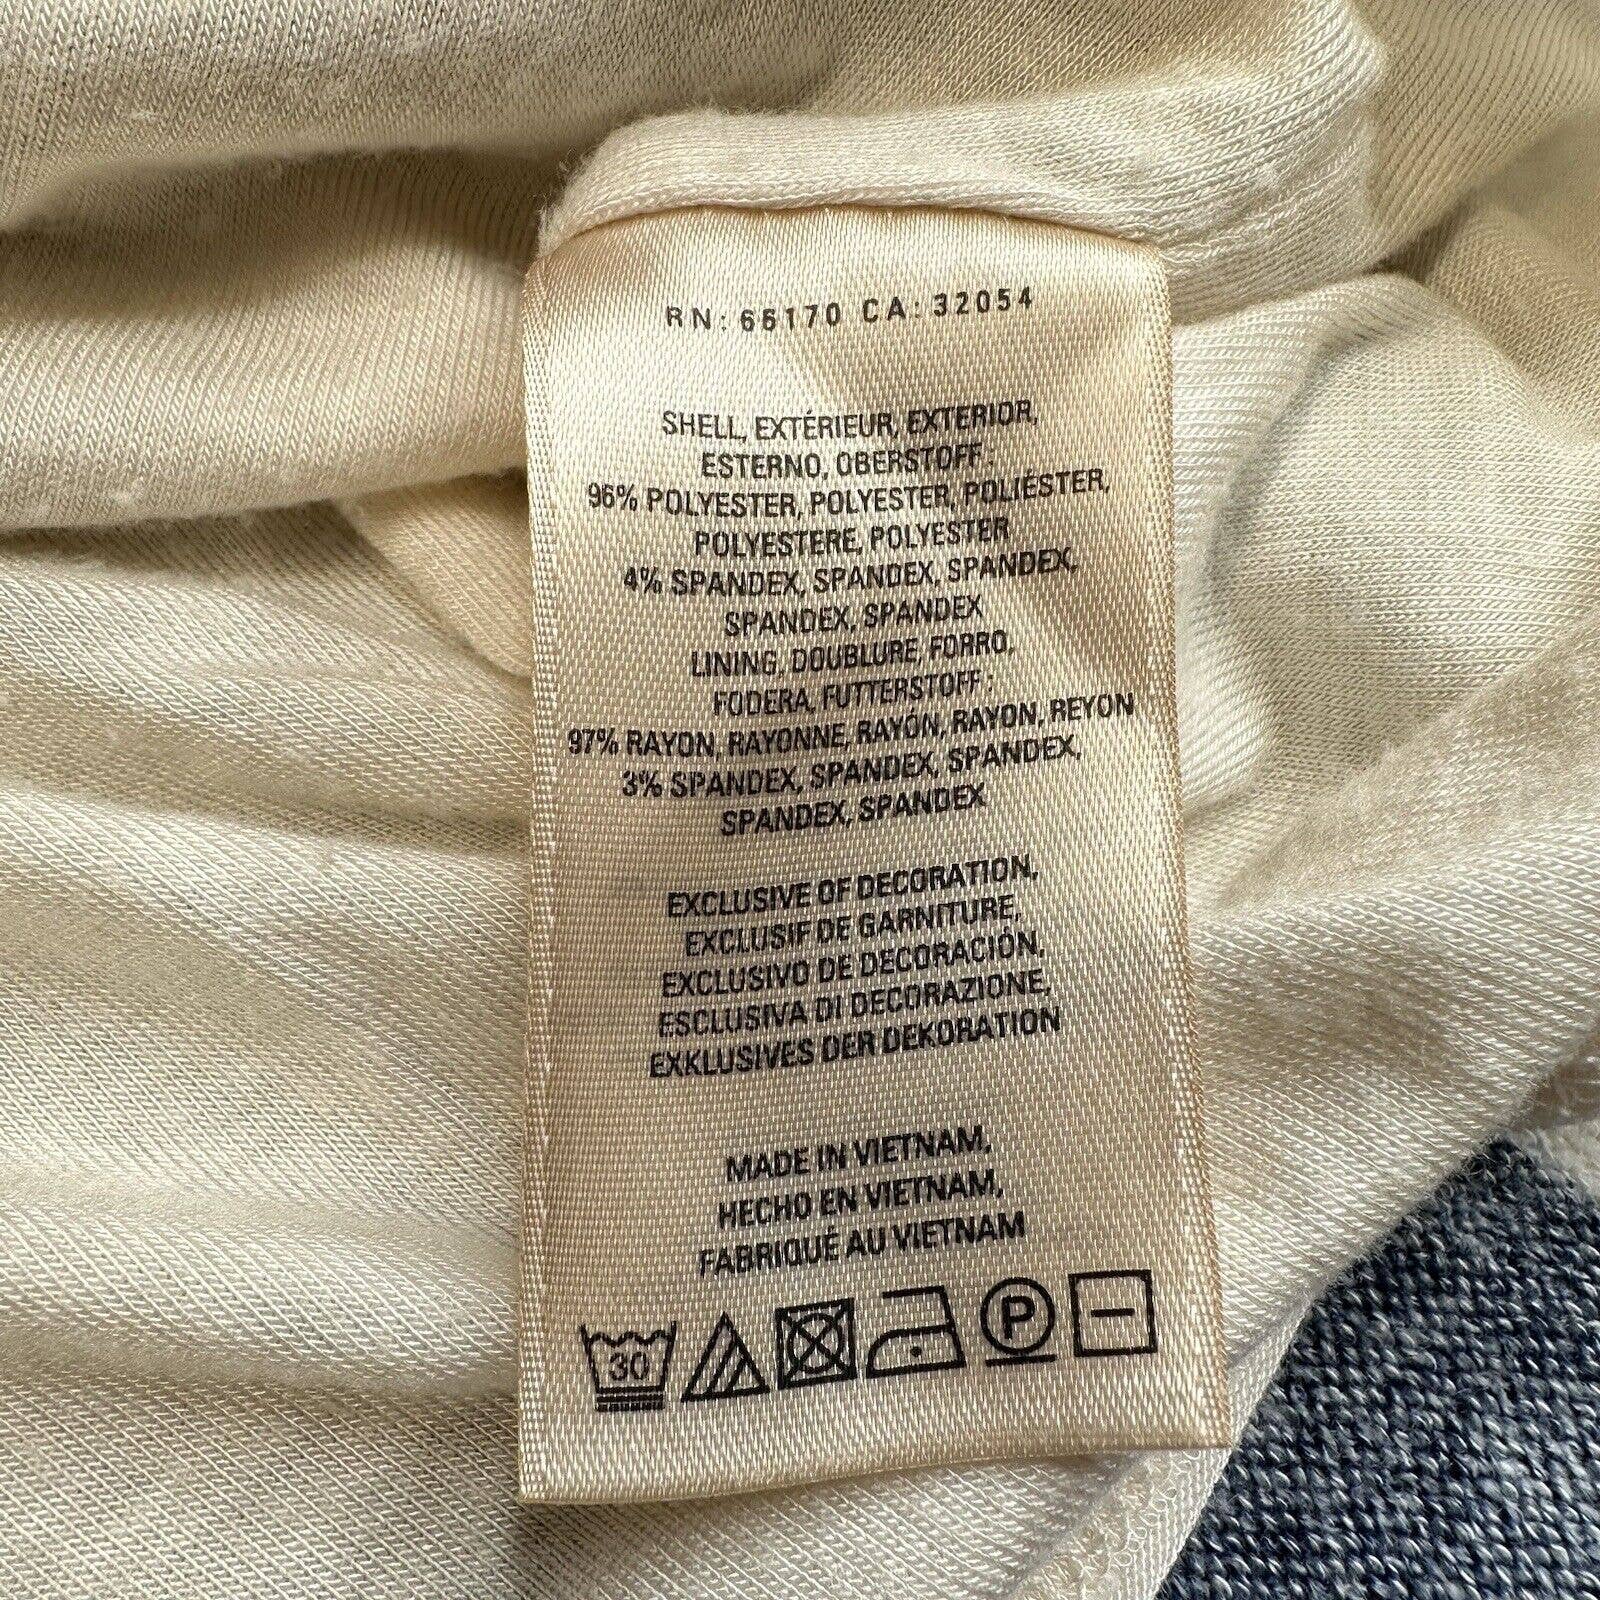 RN: 66170 CA: 32054
SHELL, EXTÉRIEUR, EXTERIOR,
ESTERNO, OBERSTOFF :
96% POLYESTER, POLYESTER, POLIÉSTER,
POLYESTERE, POLYESTER
4% SPANDEX, SPANDEX, SPANDEX,
SPANDEX, SPANDEX
LINING, DOUBLURE, FORRO,
FODERA, FUTTERSTOFF :
97% RAYON, RAYONNE, RAYÓN, RAYON, REYON
3% SPANDEX, SPANDEX, SPANDEX,
SPANDEX, SPANDEX
EXCLUSIVE OF DECORATION,
EXCLUSIF DE GARNITURE,
EXCLUSIVO DE DECORACIÓN,
ESCLUSIVA DI DECORAZIONE,
EXKLUSIVES DER DEKORATION
MADE IN VIETNAM,
HECHO EN VIETNAM,
FABRIQUÉ AU VIETNAM
30 P